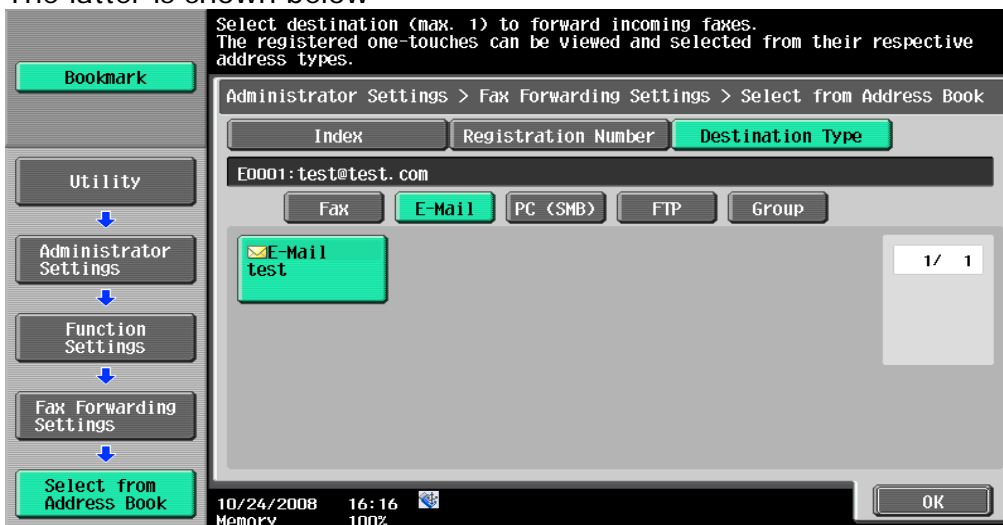 The latter is shown below
Select destination (max. 1) to forward incoming faxes.
The registered one-touches can be viewed and selected from their respective
address types.
Bookmark
Administrator Settings > Fax Forwarding Settings > Select from Address Book
Index
Registration Number
Destination Type
E0001:test@test.com
Utility
Fax
E-Mail
PC (SMB)
FTP
Group
Administrator
Settings
E-Mail
test
1/ 1
Function
Settings
Fax Forwarding
Settings
Select from
Address Book
10/24/2008 16:16
Memory 100%
OK